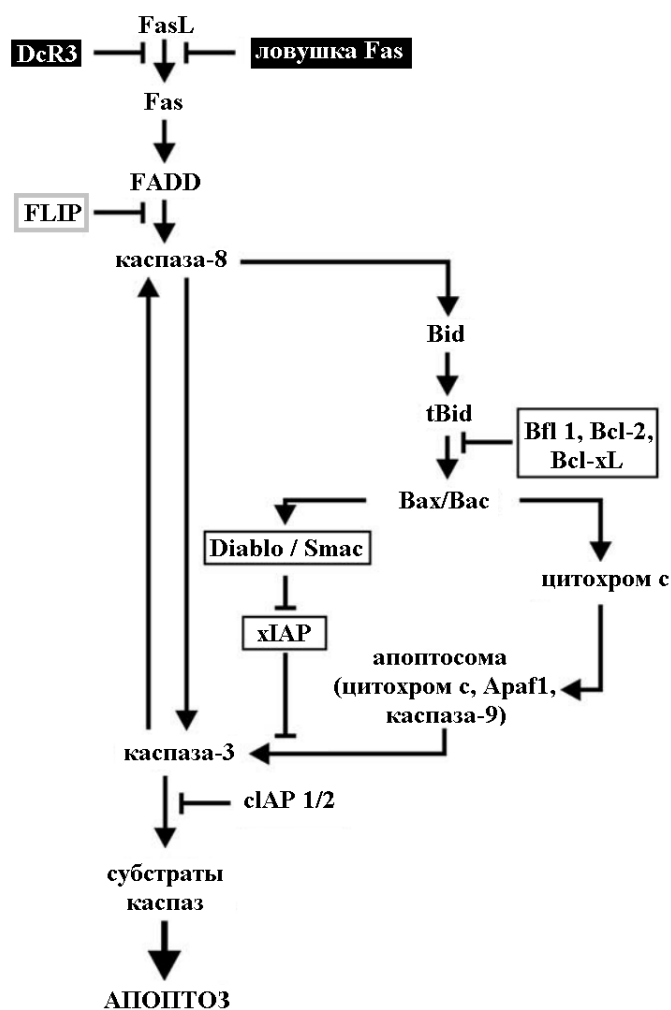 FasL
DcR3
ловушка Fas
Fas
FADD
FLIP
каспаза-8
Bid
tBid
Bfl 1, Bcl-2,
Bcl-xL
Bax/Bac
Diablo / Smac
цитохром с
xIAP
апоптосома
(цитохром с, Apaf1,
каспаза-9)
каспаза-3
cIAP 1/2
субстраты
каспаз
АПОПТОЗ